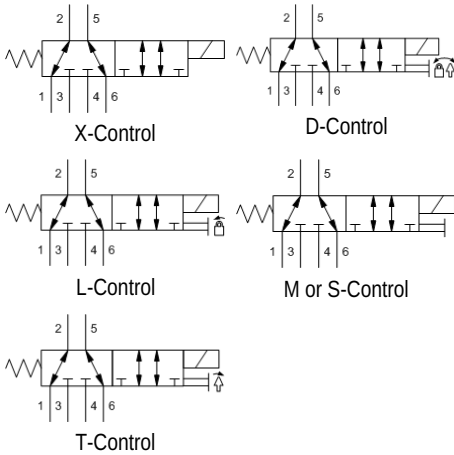 2 5
1 3 4 6
X-Control
2 5
1 3 4 6
D-Control
2 5
1 3 4 6
L-Control
2 5
1 3 4 6
M or S-Control
2 5
1 3 4 6
T-Control